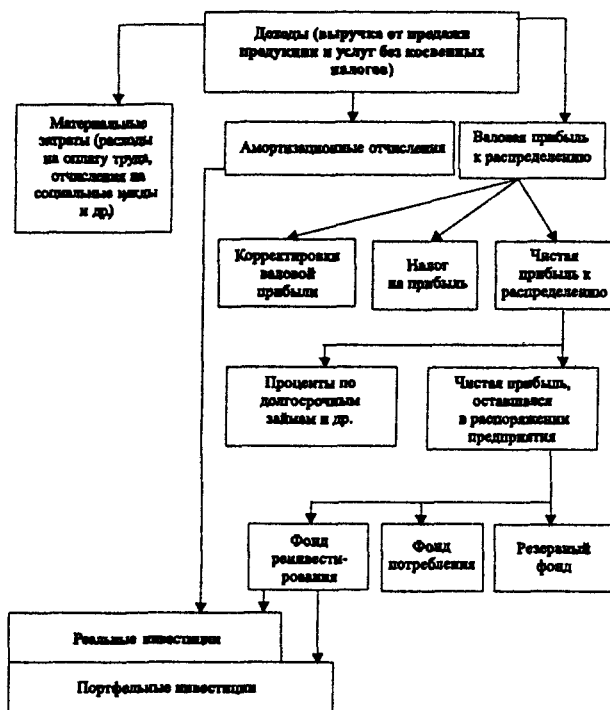 Доходы (выручка от продажи
продукции и услуг без косвенных
налогов)
Материальные
затраты (расходы
на оплату труда,
отчисления на
социальные нужды
и др.)
Амортизационные отчисления
Валовая прибыль
к распределению
Корректировки
валовой
прибыли
Налог
на прибыль
Чистая
прибыль к
распределению
Проценты по
долгосрочным
займам и др.
Чистая прибыль,
оставшаяся
в распоряжении
предприятия
Фонд
реинвести-
рования
Фонд
потребления
Резервный
фонд
Реальные инвестиции
Портфельные инвестиции